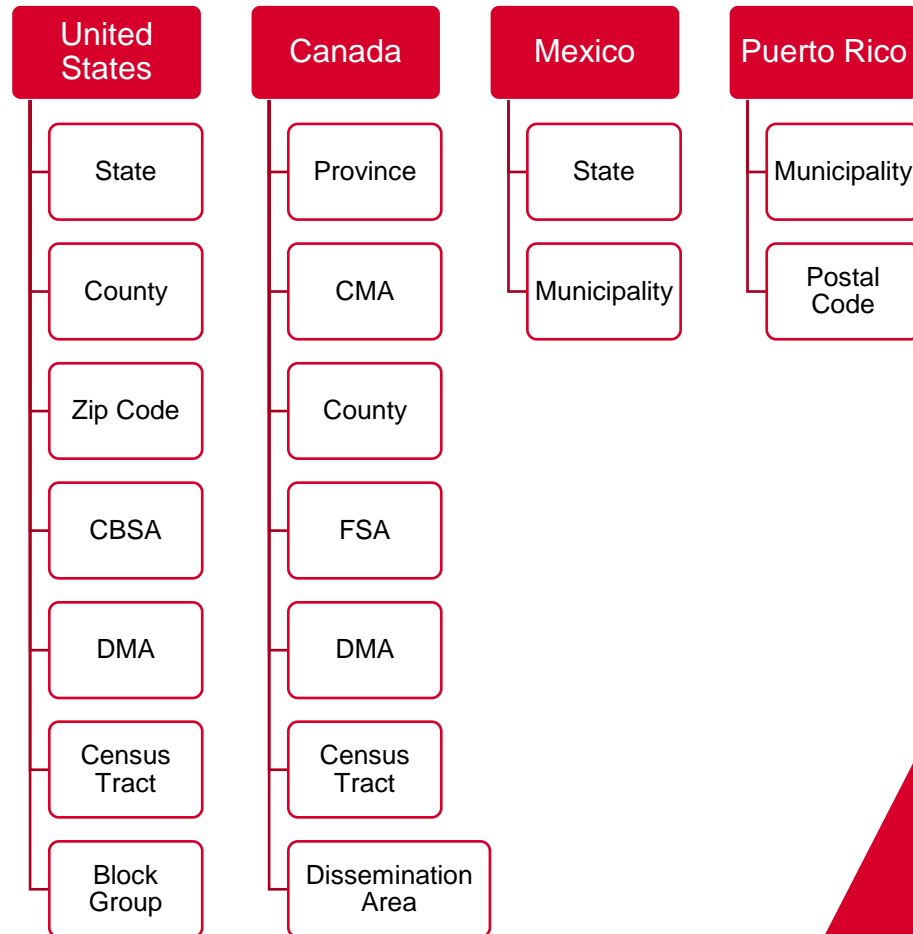 United
States
State
County
Zip Code
CBSA
DMA
Census
Tract
Block
Group
Canada
Province
CMA
County
FSA
DMA
Census
Tract
Dissemination
Area
Mexico
State
Municipality
Puerto Rico
Municipality
Postal
Code